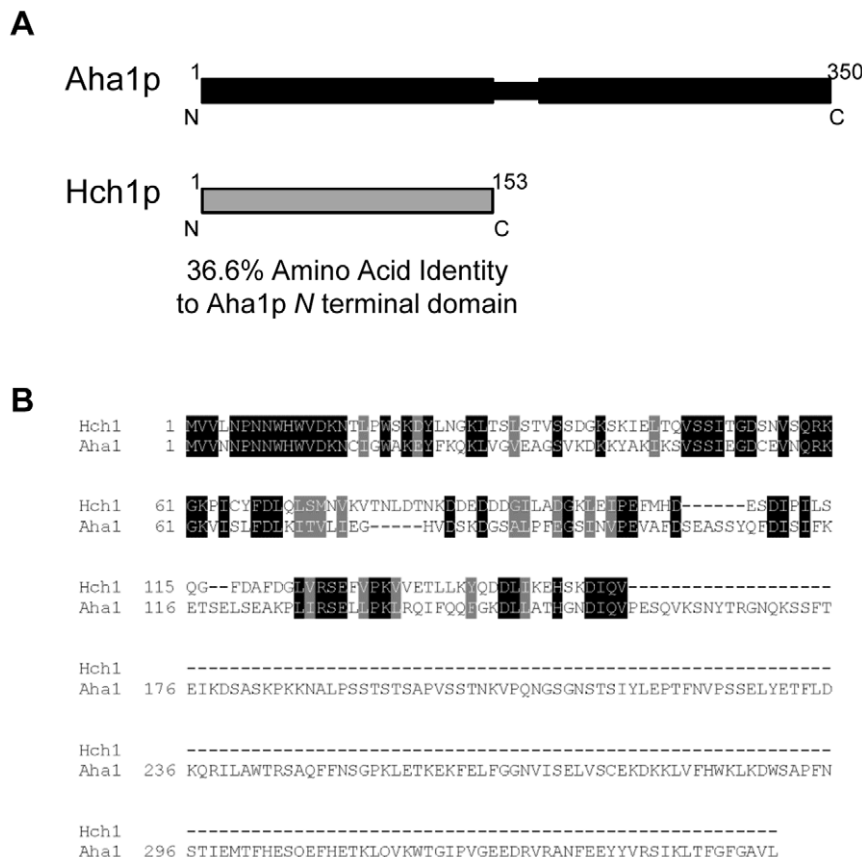 A
Aha1p
1
350
N
C
Hch1p
1
153
N
C
36.6% Amino Acid Identity
to Aha1p N terminal domain
B
Hch1 1 MVVLNPNNWHWVDKNTLPWSKDYLNGKLTSLSTVSSDGKSKIELTQVSSITGDSNVSQRK
Aha1 1 MVVNNPNNWHWVDKNCIGWAKEYFKQKLVGVEAGSVKDKKYAKIKSVSSIEGDCEVNQRK
Hch1 61 GKPICYFDLQLSMNVKVTNLDTNKDDEDDDGILADGKLEIPEFMHD------ESDIPILS
Aha1 61 GKVISLFDLKITVLIEG-----HVDSKDGSALPFEGSINVPEVAFDSEASSYQFDISIFK
Hch1 115 QG--FDAFDGLVRSEFVPKVVETLLKYQDDLIKEHSKDIQV-------------------
Aha1 116 ETSELSEAKPLIRSELLPKLRQIFQQFGKDLLATHGNDIQVPESQVKSNYTRGNQKSSFT
Hch1 ------------------------------------------------------------
Aha1 176 EIKDSASKPKKNALPSSTSTSAPVSSTNKVPQNGSGNSTSIYLEPTFNVPSSELYETFLD
Hch1 ------------------------------------------------------------
Aha1 236 KQRILAWTRSAQFFNSGPKLETKEKFELFGGNVISELVSCEKDKKLVFHWKLKDWSAPFN
Hch1 -------------------------------------------------------
Aha1 296 STIEMTFHESQEFHETKLQVKWTGIPVGEEDRVRANFEEYYVRSIKLTFGFGAVL